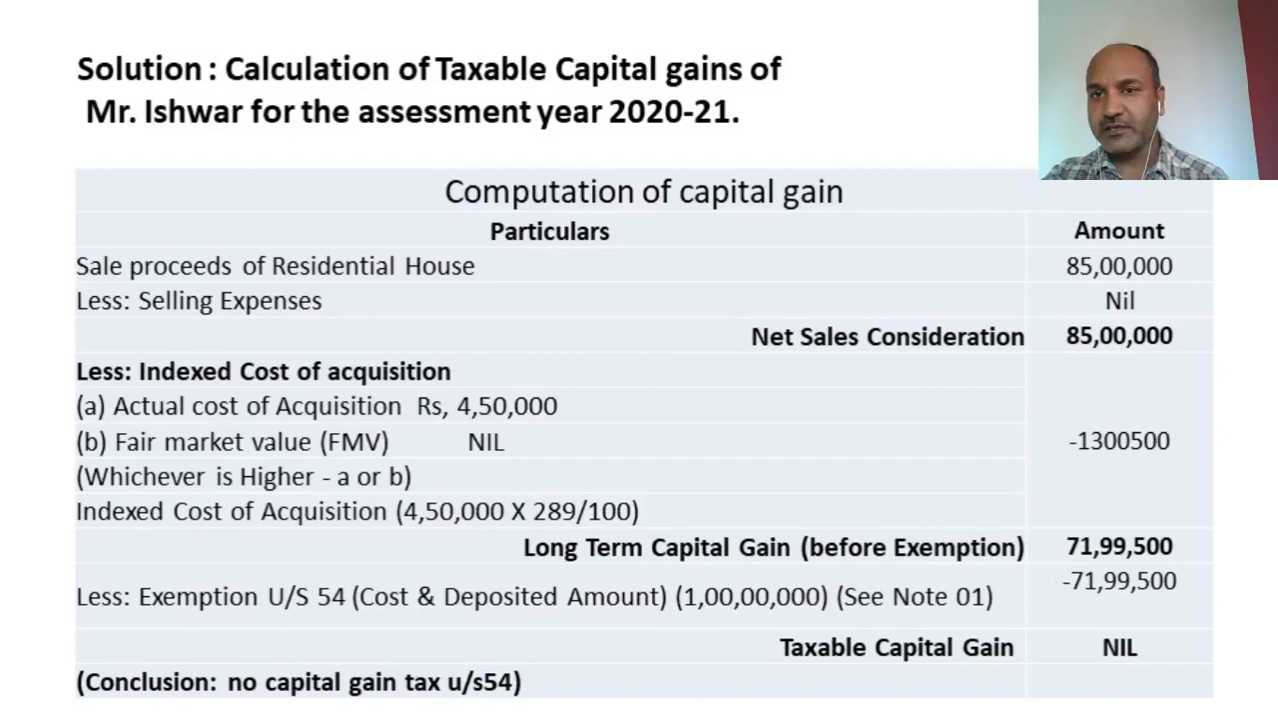 Solution : Calculation of Taxable Capital gains of
Mr. Ishwar for the assessment year 2020-21.
Computation of capital gain
Particulars Amount
Sale proceeds of Residential House 85,00,000
Less: Selling Expenses Nil
Net Sales Consideration 85,00,000
Less: Indexed Cost of acquisition
(a) Actual cost of Acquisition Rs, 4,50,000
(b) Fair market value (FMV) NIL -1300500
(Whichever is Higher - a or b)
Indexed Cost of Acquisition (4,50,000 X 289/100)
Long Term Capital Gain (before Exemption) 71,99,500
Less: Exemption U/S 54 (Cost & Deposited Amount) (1,00,00,000) (See Note 01) -71,99,500
Taxable Capital Gain NIL
(Conclusion: no capital gain tax u/s54)